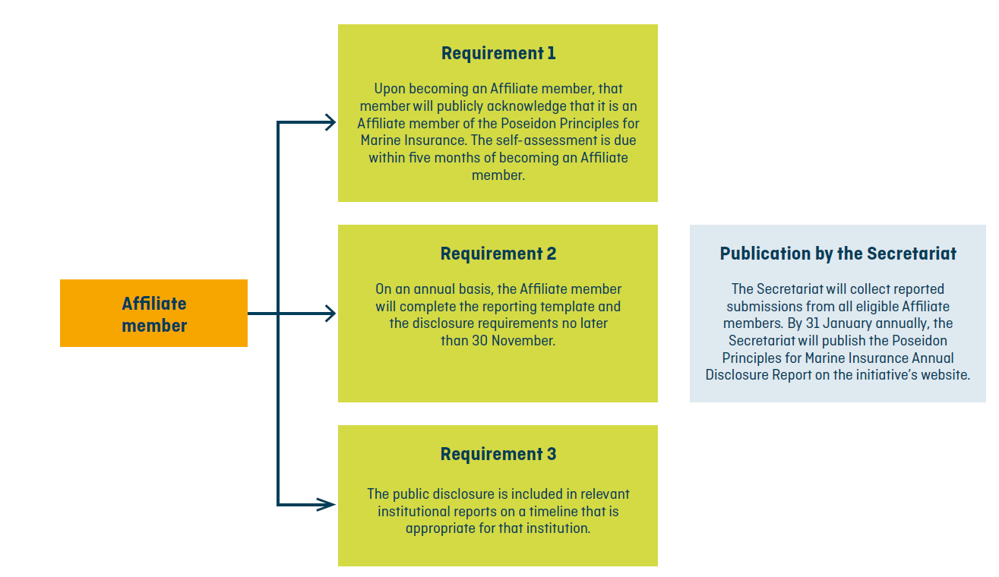 Requirement 1
Upon becoming an Affiliate member, that
member will publicly acknowledge that it is an
Affiliate member of the Poseidon Principles for
Marine Insurance. The self-assessment is due
within five months of becoming an Affiliate
member.
Affiliate
member
Requirement 2
On an annual basis, the Affiliate member
will complete the reporting template and
the disclosure requirements no later
than 30 November.
Publication by the Secretariat
The Secretariat will collect reported
submissions from all eligible Affiliate
members. By 31 January annually, the
Secretariat will publish the Poseidon
Principles for Marine Insurance Annual
Disclosure Report on the initiative’s website.
Requirement 3
The public disclosure is included in relevant
institutional reports on a timeline that is
appropriate for that institution.